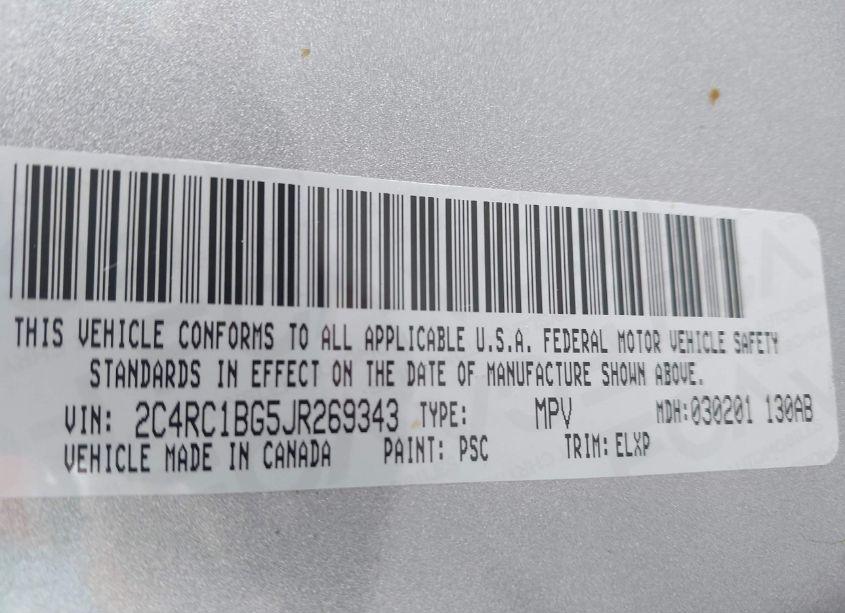 THIS VEHICLE CONFORMS TO ALL APPLICABLE U.S.A. FEDERAL MOTOR VEHICLE SAFETY
STANDARDS IN EFFECT ON THE DATE OF MANUFACTURE SHOWN ABOVE.
VIN: 2C4RC1BG5JR269343 TYPE: MPV MDH:030201 130AB
VEHICLE MADE IN CANADA PAINT: PSC TRIM: ELXP